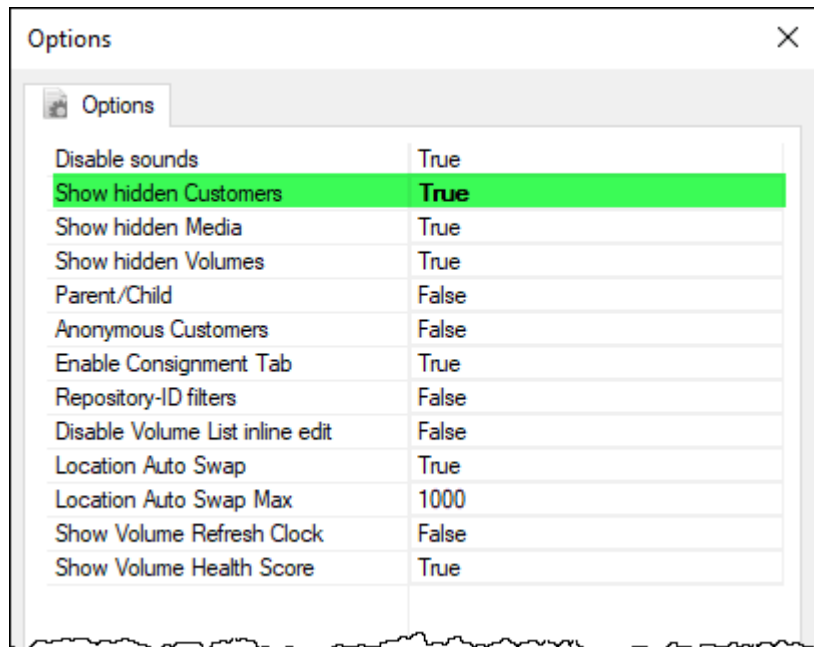 Options
Options
Disable sounds True
Show hidden Customers True
Show hidden Media True
Show hidden Volumes True
Parent/Child False
Anonymous Customers False
Enable Consignment Tab True
Repository-ID filters False
Disable Volume List inline edit False
Location Auto Swap True
Location Auto Swap Max 1000
Show Volume Refresh Clock False
Show Volume Health Score True